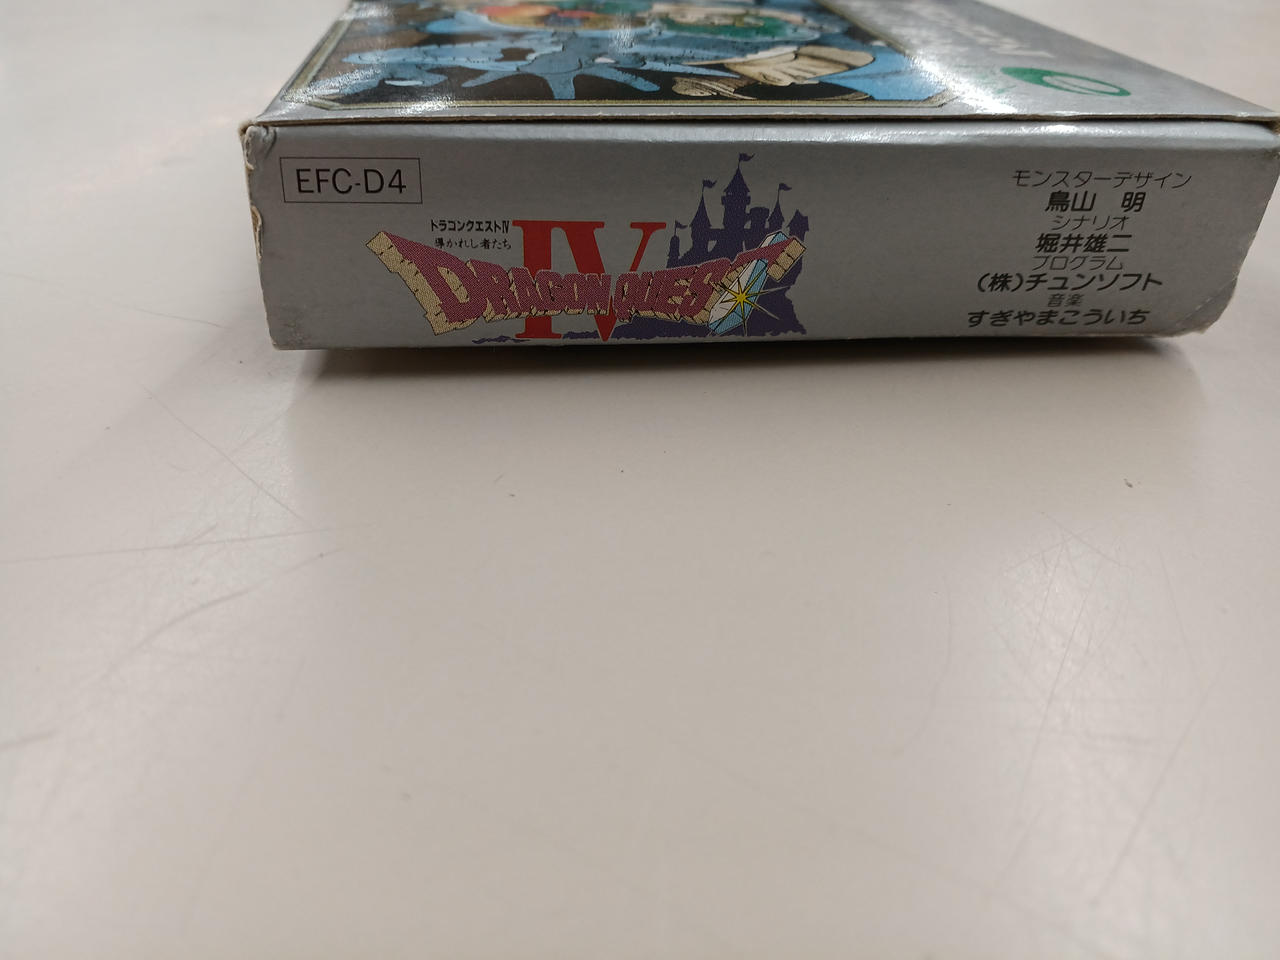 EFC-D4
ドラゴンクエストIV
導かれし者たち
IV
DRAGON QUEST
モンスターデザイン
鳥山 明
シナリオ
堀井雄二
プログラム
(株)チュンソフト
音楽
すぎやまこういち